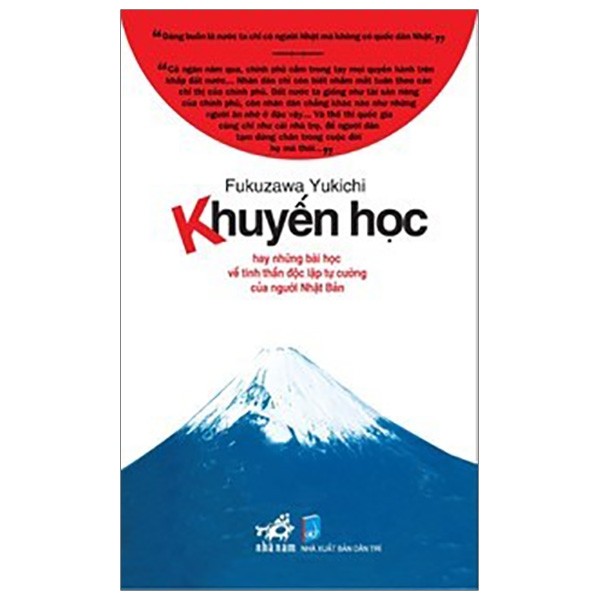 “Đáng buồn là nước ta chỉ có người Nhật mà không có quốc dân Nhật.”
“Cả ngàn năm qua, chính phủ cầm trong tay mọi quyền hành trên
khắp đất nước... Nhân dân chỉ còn biết nhắm mắt tuân theo các
chỉ thị của chính phủ. Đất nước ta giống như tài sản riêng
của chính phủ, còn nhân dân chẳng khác nào như những
người ăn nhờ ở đậu vậy... Và thế thì quốc gia
cũng chỉ như cái nhà trọ, để người dân
tạm dừng chân trong cuộc đời
họ mà thôi...”
Fukuzawa Yukichi
Khuyến học
hay những bài học
về tinh thần độc lập tự cường
của người Nhật Bản
nhã nam
NHÀ XUẤT BẢN DÂN TRÍ